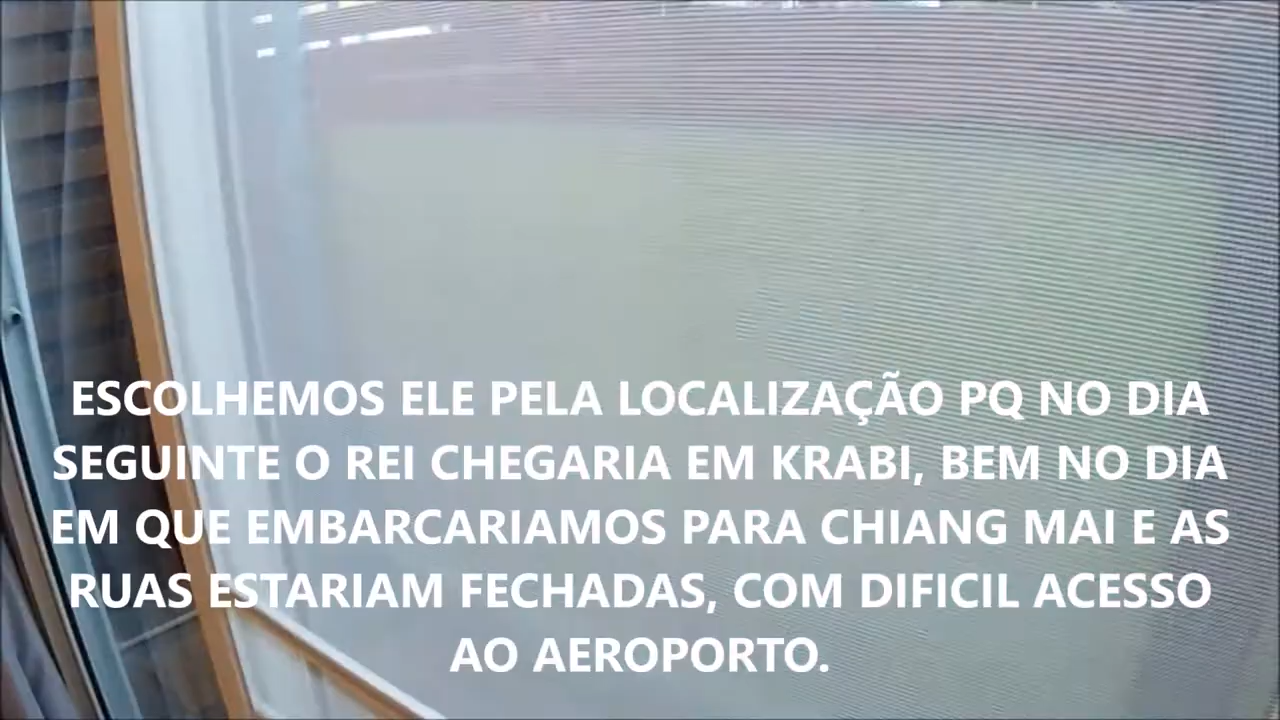 ESCOLHEMOS ELE PELA LOCALIZAÇÃO PQ NO DIA
SEGUINTE O REI CHEGARIA EM KRABI, BEM NO DIA
EM QUE EMBARCARIAMOS PARA CHIANG MAI E AS
RUAS ESTARIAM FECHADAS, COM DIFICIL ACESSO
AO AEROPORTO.